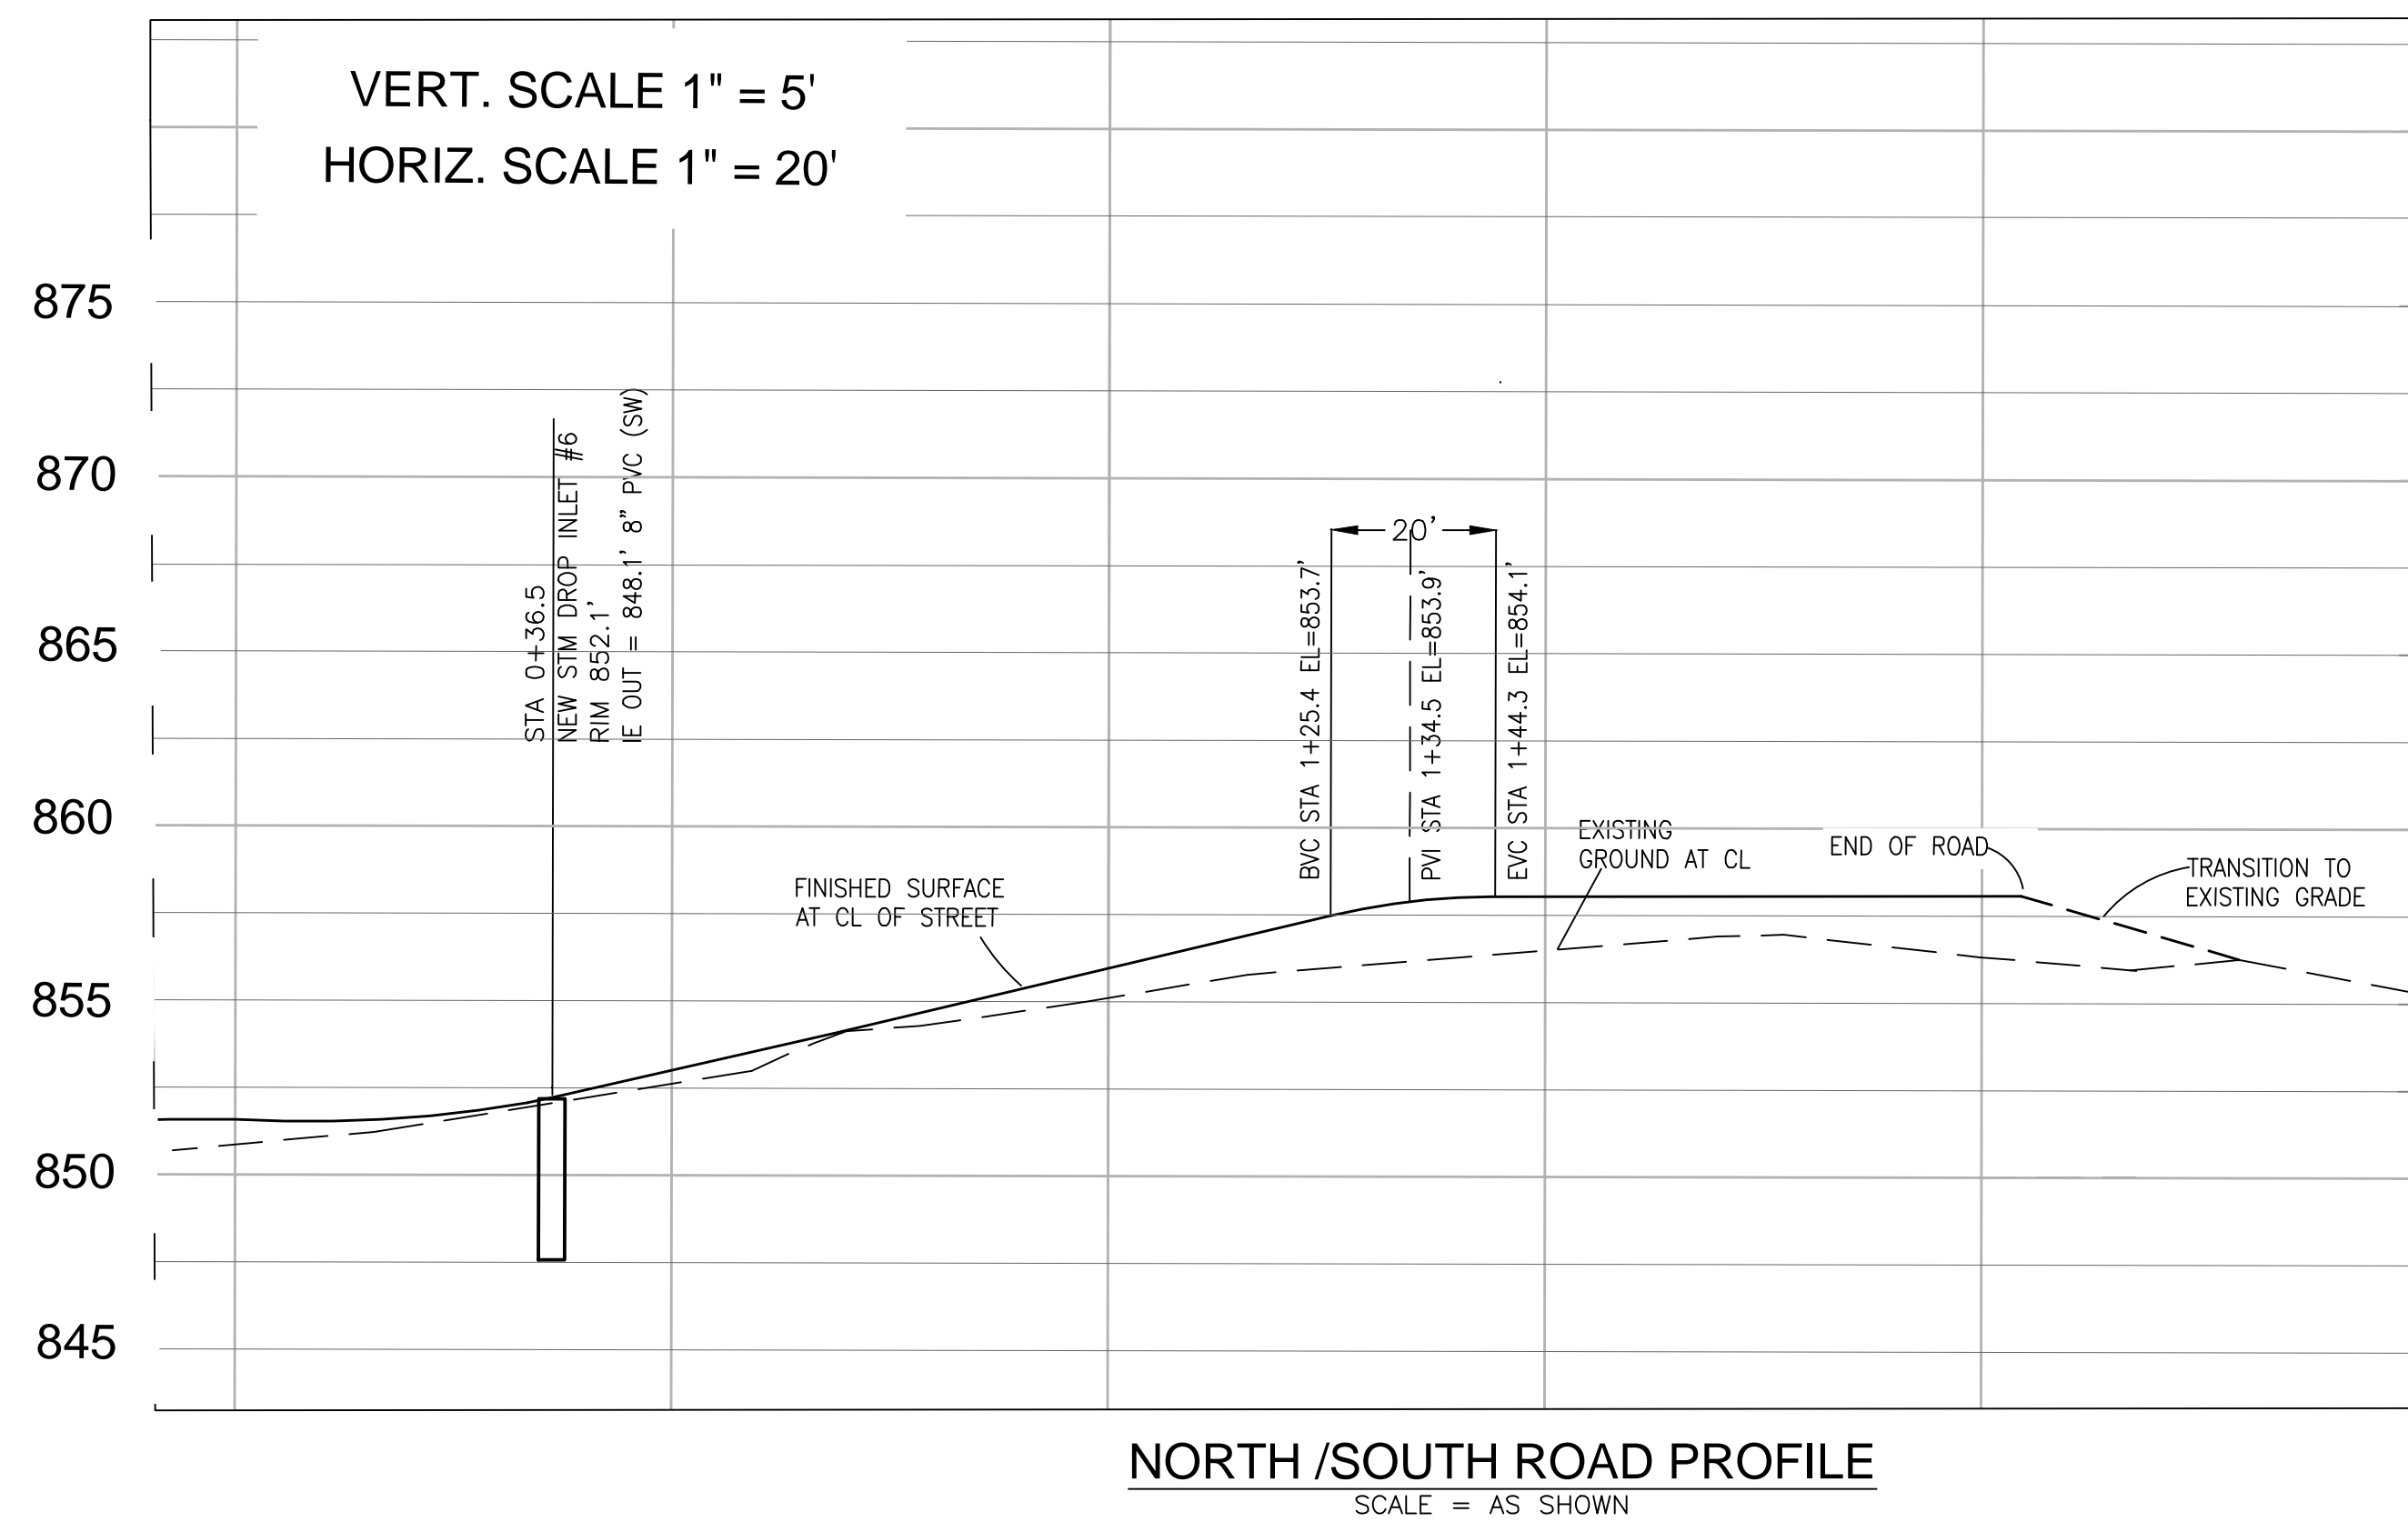 VERT. SCALE 1" = 5'
HORIZ. SCALE 1" = 20'
875
870
865
860
855
850
845
STA 0+36.5
NEW STM DROP INLET #6
RIM 852.1'
IE OUT = 848.1' 8" PVC (SW)
20'
BVC STA 1+25.4 EL=853.7'
PVI STA 1+34.5 EL=853.9'
EVC STA 1+44.3 EL=854.1'
FINISHED SURFACE
AT CL OF STREET
EXISTING
GROUND AT CL
END OF ROAD
TRANSITION TO
EXISTING GRADE
NORTH /SOUTH ROAD PROFILE
SCALE = AS SHOWN